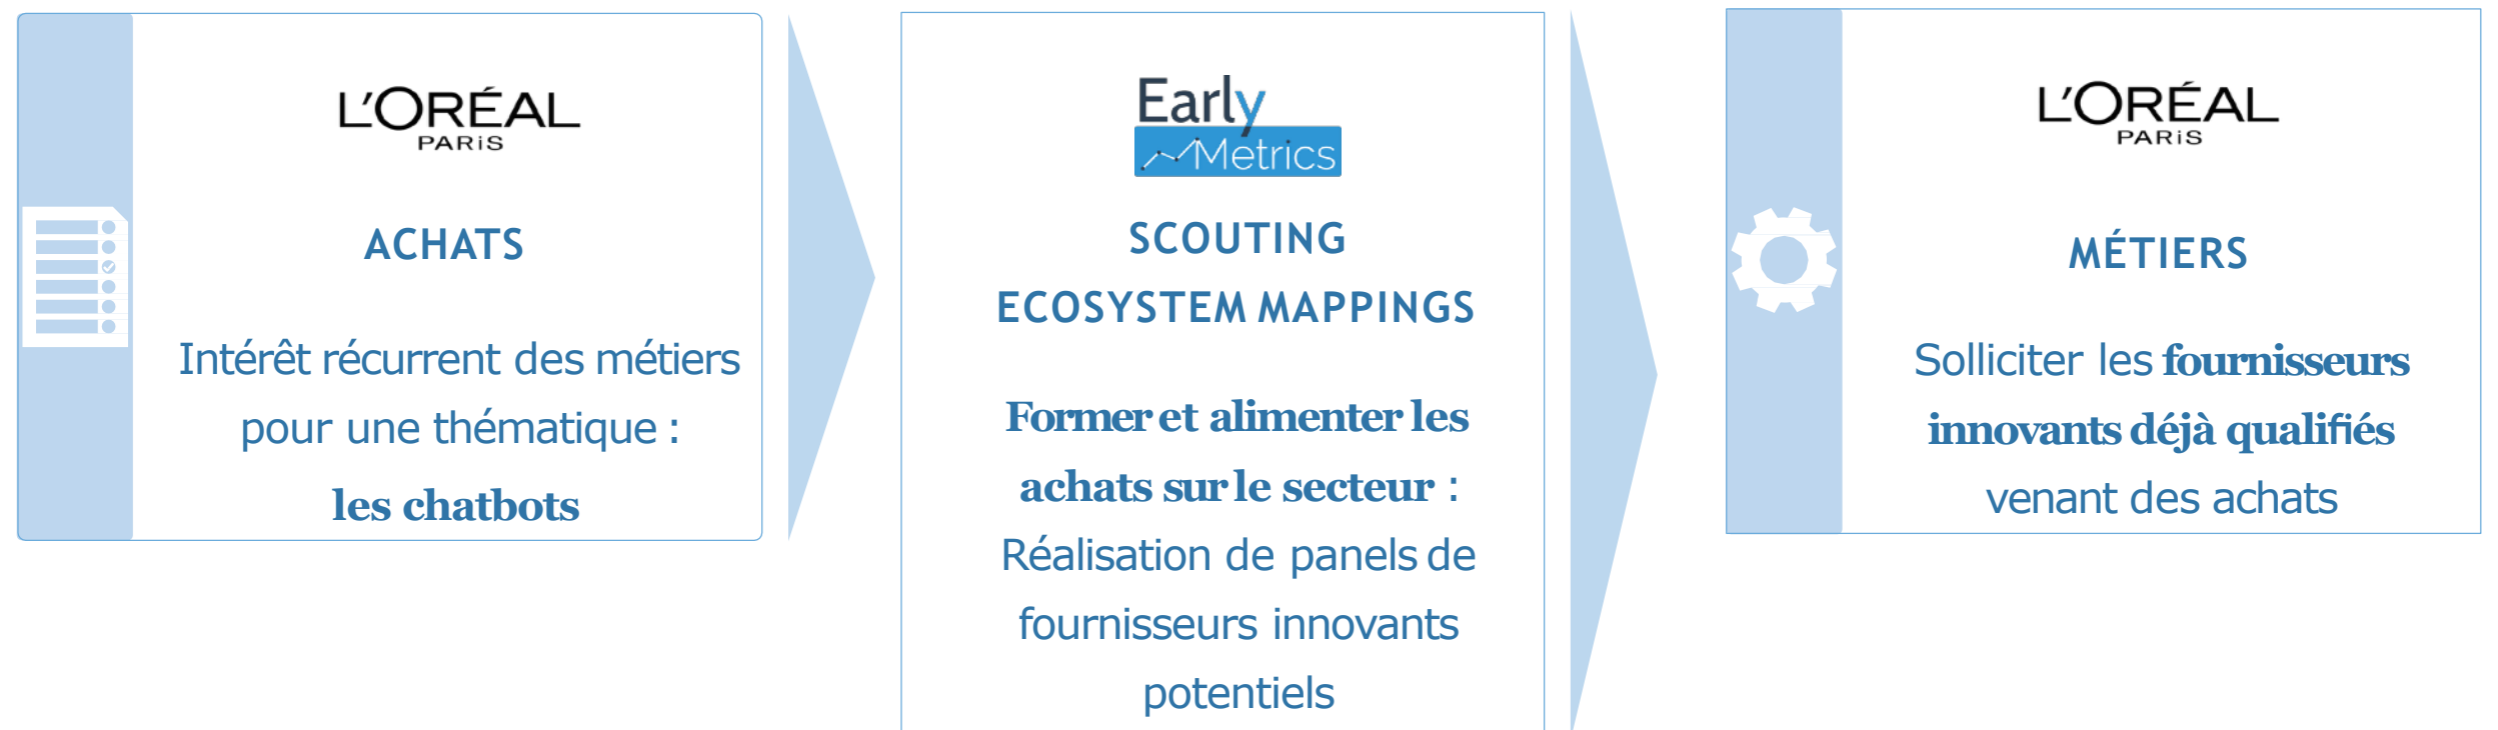 L'ORÉAL
PARiS
ACHATS
Intérêt récurrent des métiers
pour une thématique :
les chatbots
Early
Metrics
SCOUTING
ECOSYSTEM MAPPINGS
Former et alimenter les
achats sur le secteur :
Réalisation de panels de
fournisseurs innovants
potentiels
L'ORÉAL
PARiS
MÉTIERS
Solliciter les fournisseurs
innovants déjà qualifiés
venant des achats